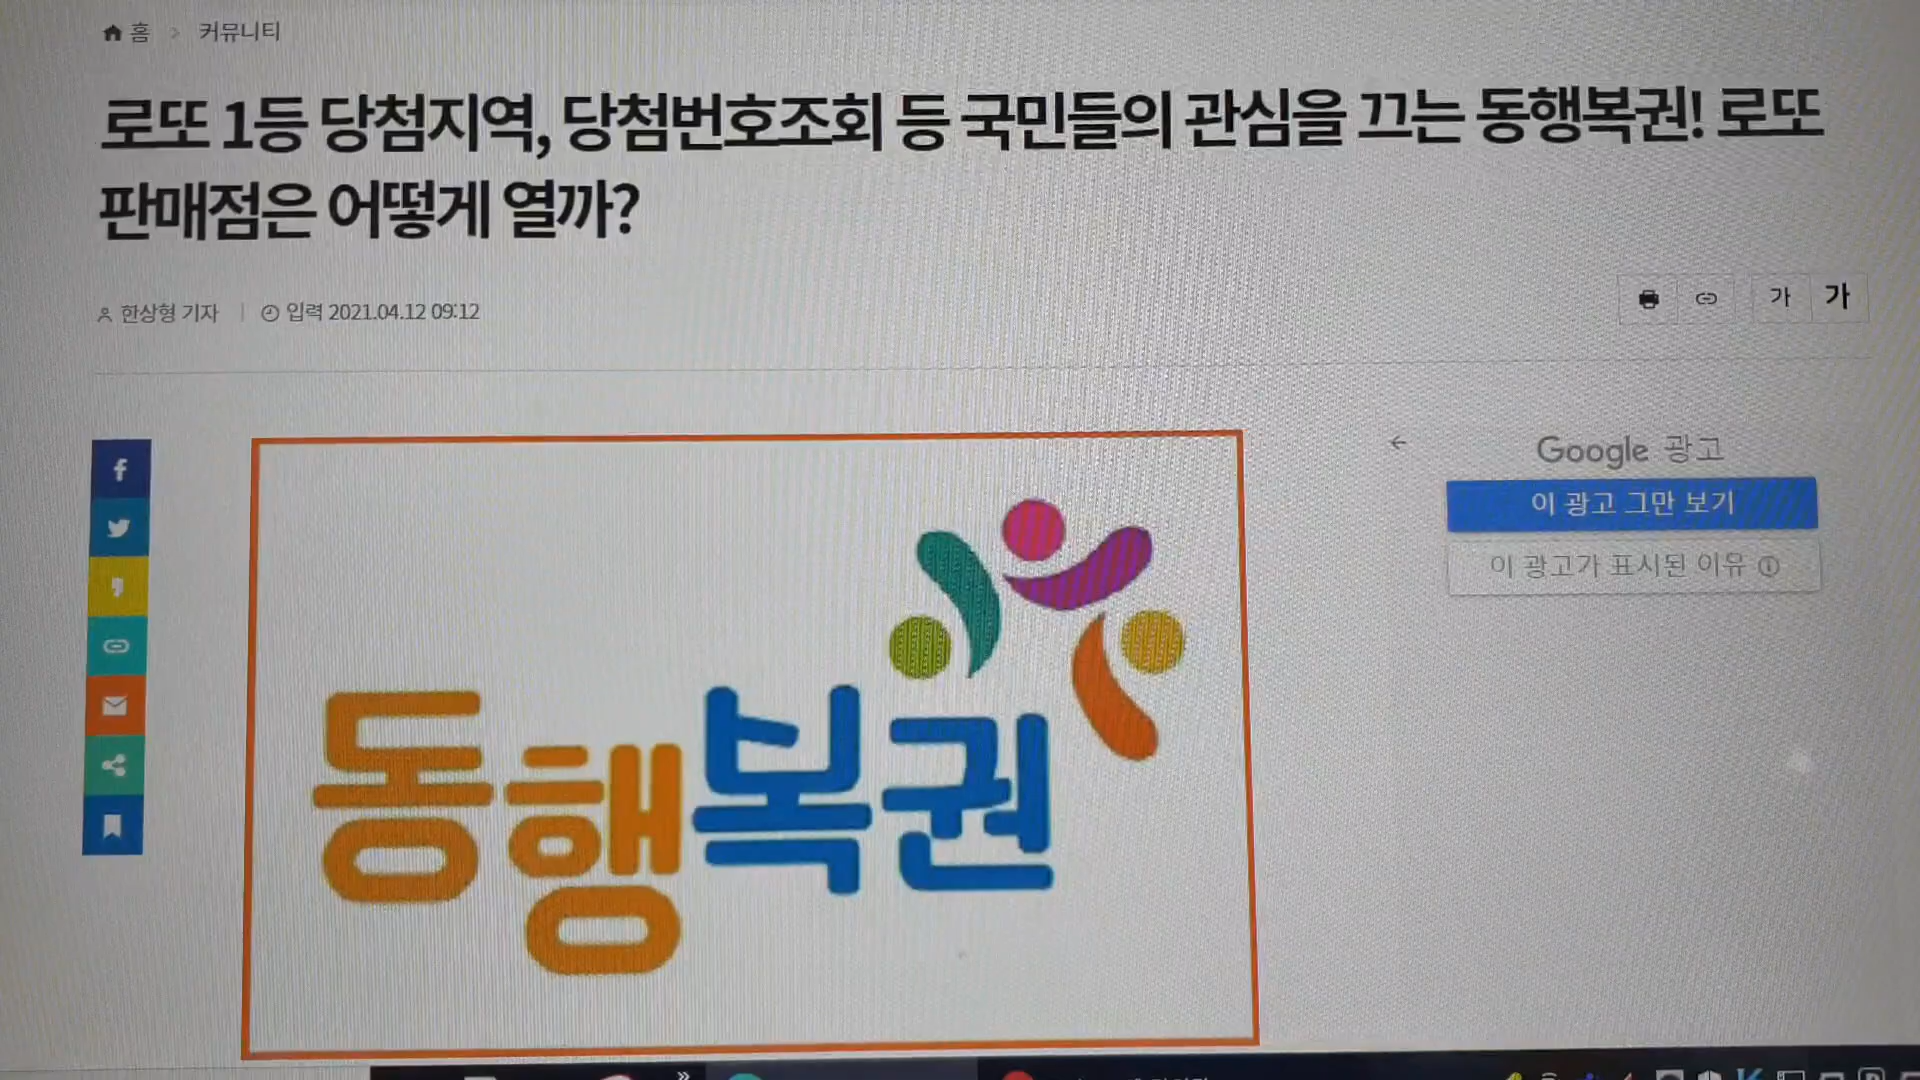 홈 > 커뮤니티
로또 1등 당첨지역, 당첨번호조회 등 국민들의 관심을 끄는 동행복권! 로또
판매점은 어떻게 열까?
한상형 기자 | 입력 2021.04.12 09:12
가 가
Google 광고
이 광고 그만 보기
이 광고가 표시된 이유
동행복권